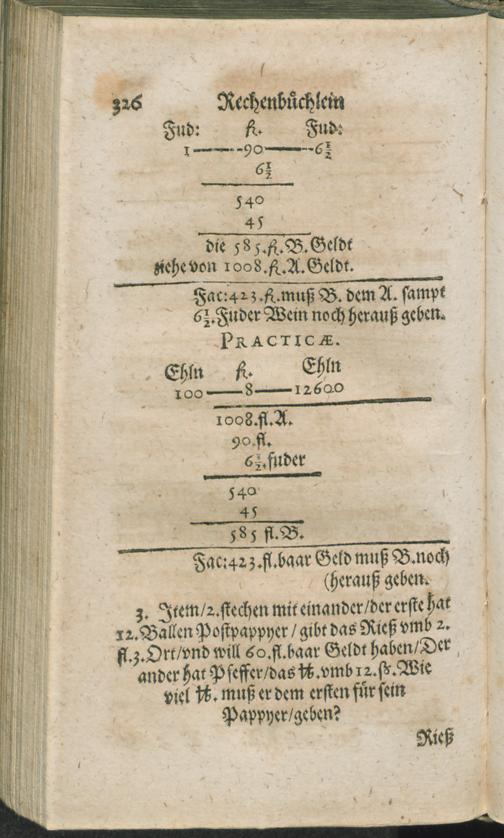 326 Rechenbůchlein
Fud: fl. Fud:
1——90——6½
6½
540
45
die 585.fl.B.Geldt
ziehe von 1008.fl.A.Geldt.
Fac:423.fl.muß B. dem A. sampt
6½.Fuder Wein noch herauß geben.
PRACTICÆ.
Ehln fl. Ehln
100——8——12600
1008.fl.A.
90.fl.
6½.fuder
540
45
585 fl.B.
Fac:423.fl.baar Geld muß B.noch
(herauß geben.
3. Item/2.stechen mit einander/der erste hat
12.Ballen Postpappyer/gibt das Rieß vmb 2.
fl.3.Ort/vnd will 60.fl.baar Geldt haben/Der
ander hat Pfeffer/das ℔.vmb 12.ß.Wie
viel ℔. muß er dem ersten für sein
Pappyer/geben?
Rieß